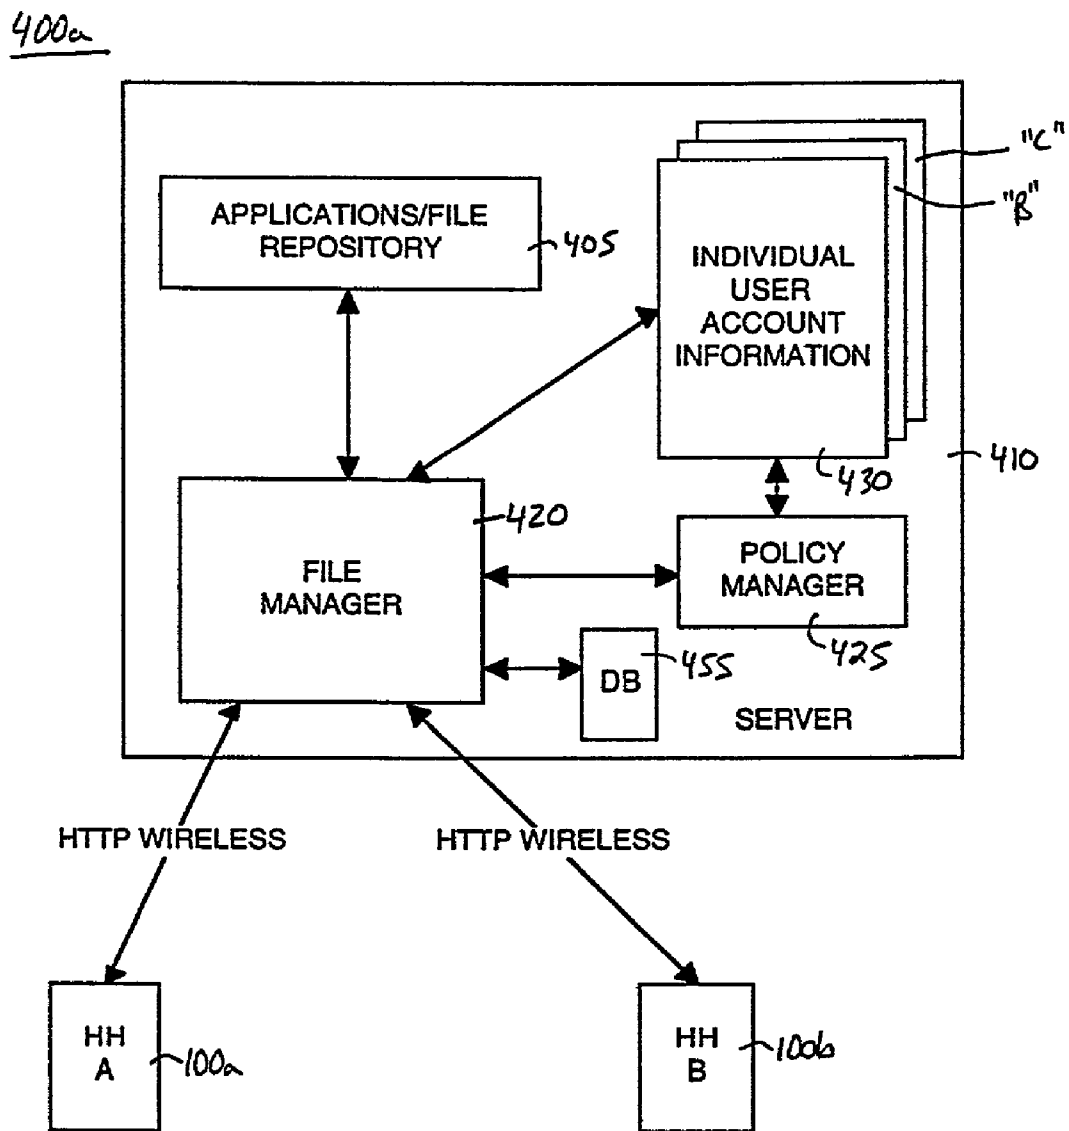 400a
"C"
"B"
APPLICATIONS/FILE
REPOSITORY
405
INDIVIDUAL
USER
ACCOUNT
INFORMATION
430
410
420
FILE
MANAGER
POLICY
MANAGER
425
455
DB
SERVER
HTTP WIRELESS
HTTP WIRELESS
HH
A
100a
HH
B
100b